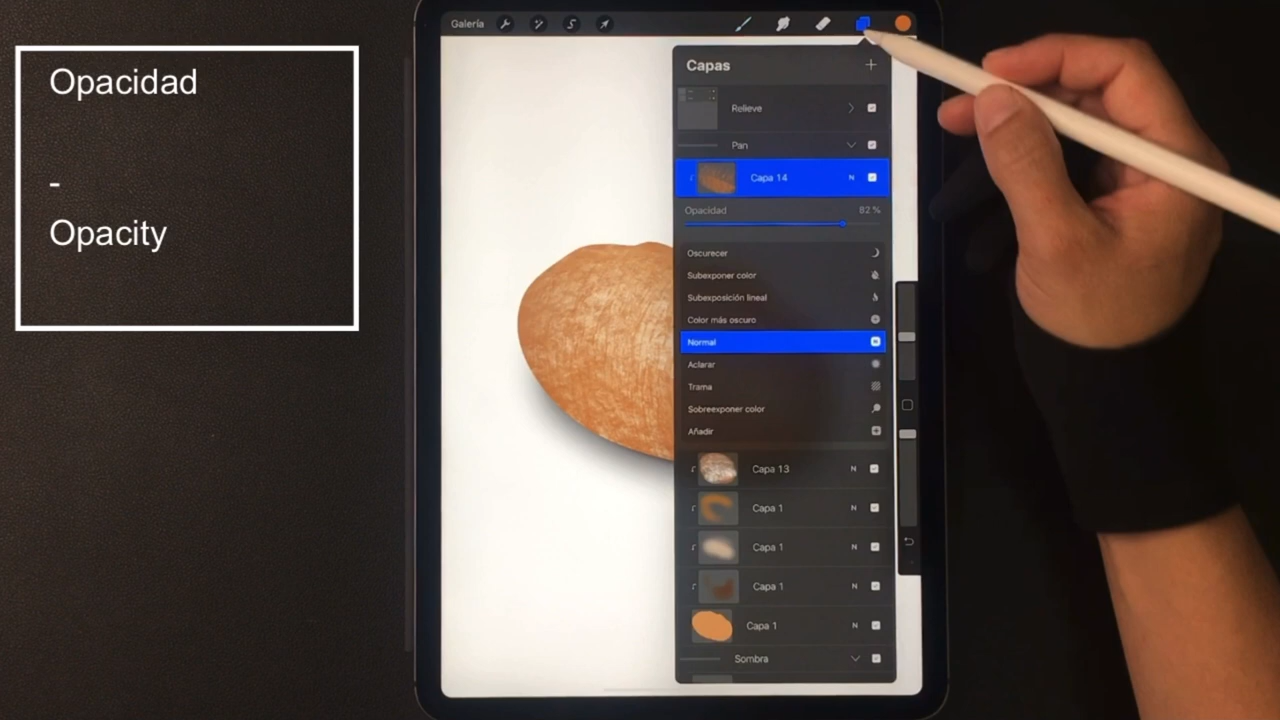 Opacidad
-
Opacity
Galería
Capas
Relieve
Pan
Capa 14 N
Opacidad 82 %
Oscurecer
Subexponer color
Subexposición lineal
Color más oscuro
Normal N
Aclarar
Trama
Sobreexponer color
Añadir
Capa 13 N
Capa 1 N
Capa 1 N
Capa 1 N
Capa 1 N
Sombra